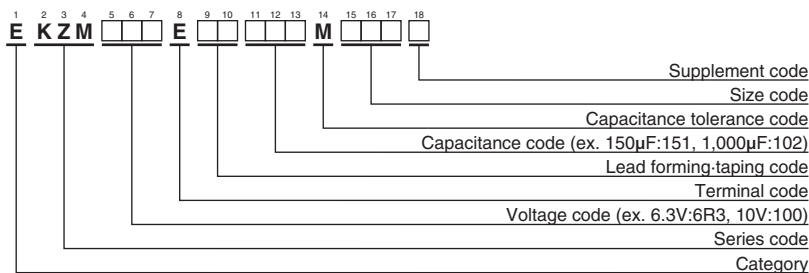 1 2 3 4 5 6 7 8 9 10 11 12 13 14 15 16 17 18
E K Z M E M
Supplement code
Size code
Capacitance tolerance code
Capacitance code (ex. 150µF:151, 1,000µF:102)
Lead forming·taping code
Terminal code
Voltage code (ex. 6.3V:6R3, 10V:100)
Series code
Category